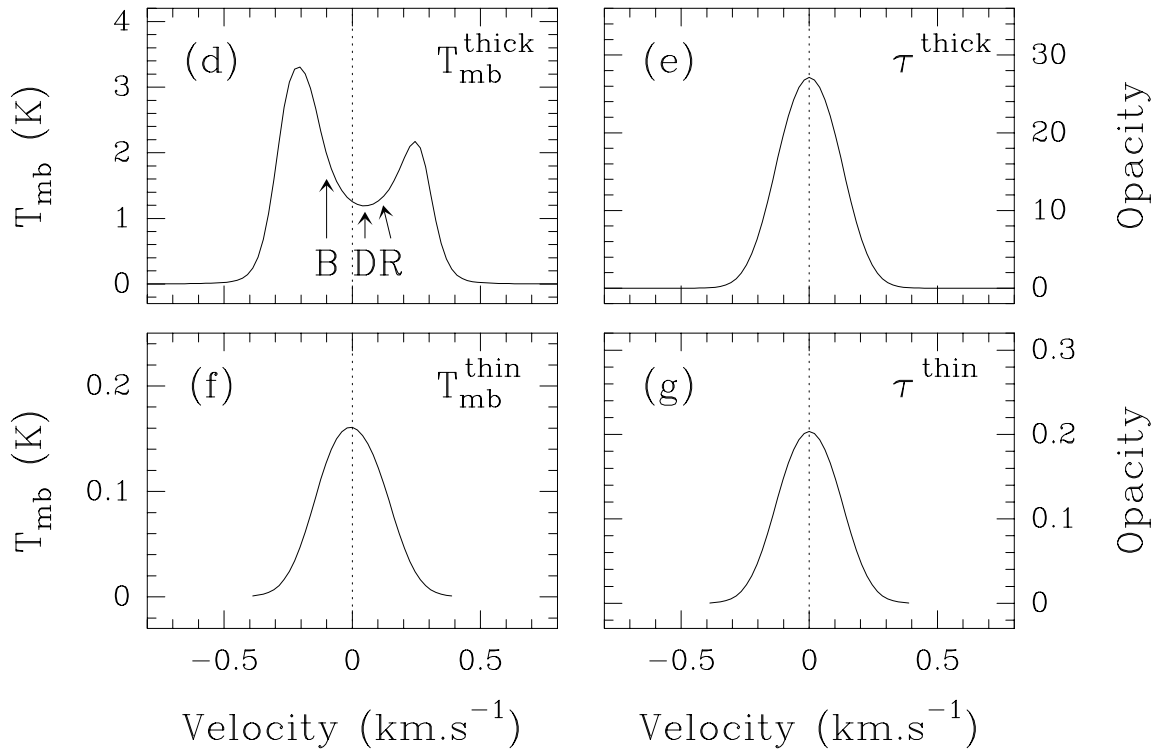 (d) T_mb^thick
4
3
2
1
0
T_mb (K)
B D R
(e) τ^thick
30
20
10
0
Opacity
(f) T_mb^thin
0.2
0.1
0
T_mb (K)
−0.5 0 0.5
Velocity (km.s^−1)
(g) τ^thin
0.3
0.2
0.1
0
Opacity
−0.5 0 0.5
Velocity (km.s^−1)